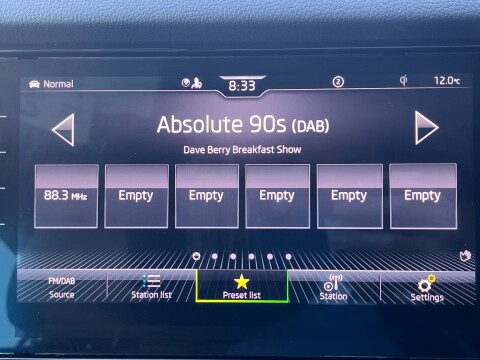 Normal
8:33
2
12.0°C
Absolute 90s (DAB)
Dave Berry Breakfast Show
88.3 MHz
Empty
Empty
Empty
Empty
Empty
FM/DAB
Source
Station list
Preset list
Station
Settings